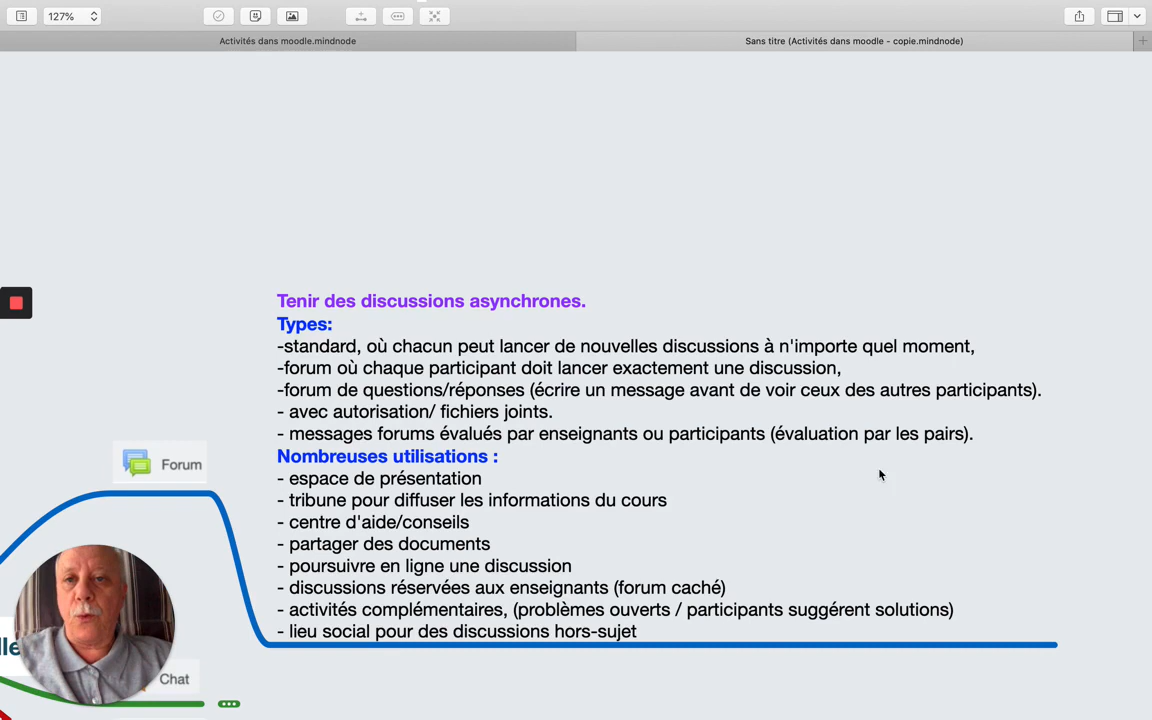 127%
Activités dans moodle.mindnode
Sans titre (Activités dans moodle - copie.mindnode)
Tenir des discussions asynchrones.
Types:
-standard, où chacun peut lancer de nouvelles discussions à n'importe quel moment,
-forum où chaque participant doit lancer exactement une discussion,
-forum de questions/réponses (écrire un message avant de voir ceux des autres participants).
- avec autorisation/ fichiers joints.
- messages forums évalués par enseignants ou participants (évaluation par les pairs).
Nombreuses utilisations :
- espace de présentation
- tribune pour diffuser les informations du cours
- centre d'aide/conseils
- partager des documents
- poursuivre en ligne une discussion
- discussions réservées aux enseignants (forum caché)
- activités complémentaires, (problèmes ouverts / participants suggérent solutions)
- lieu social pour des discussions hors-sujet
Forum
Chat